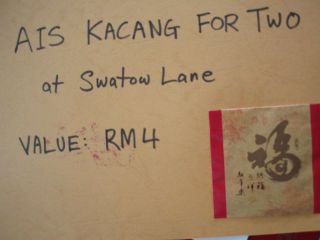 AIS KACANG FOR TWO
at Swatow Lane
VALUE: RM4
福